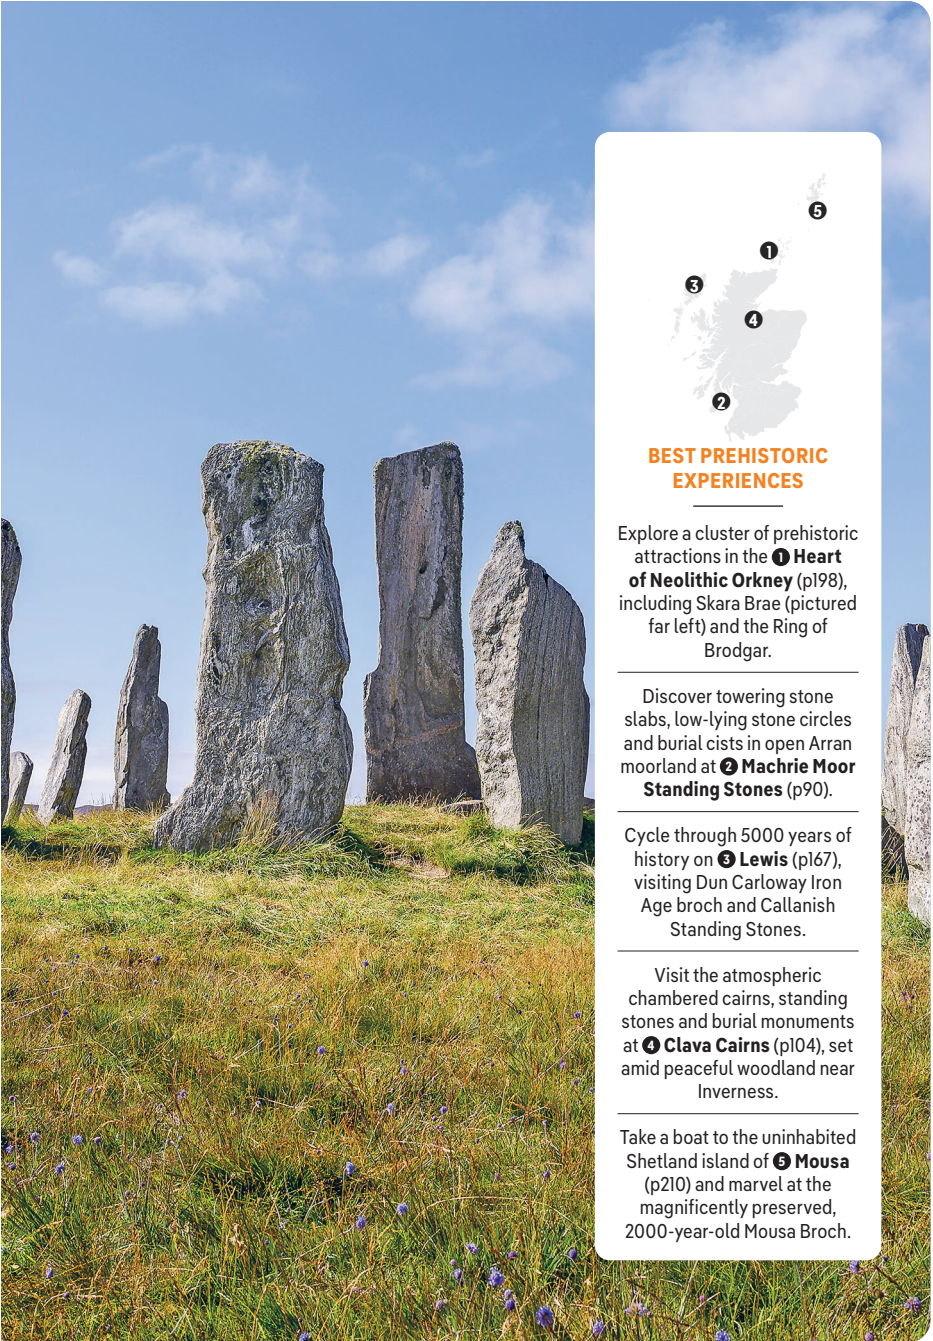 5
1
3
4
2
BEST PREHISTORIC
EXPERIENCES
Explore a cluster of prehistoric
attractions in the 1 Heart
of Neolithic Orkney (p198),
including Skara Brae (pictured
far left) and the Ring of
Brodgar.
Discover towering stone
slabs, low-lying stone circles
and burial cists in open Arran
moorland at 2 Machrie Moor
Standing Stones (p90).
Cycle through 5000 years of
history on 3 Lewis (p167),
visiting Dun Carloway Iron
Age broch and Callanish
Standing Stones.
Visit the atmospheric
chambered cairns, standing
stones and burial monuments
at 4 Clava Cairns (p104), set
amid peaceful woodland near
Inverness.
Take a boat to the uninhabited
Shetland island of 5 Mousa
(p210) and marvel at the
magnificently preserved,
2000-year-old Mousa Broch.